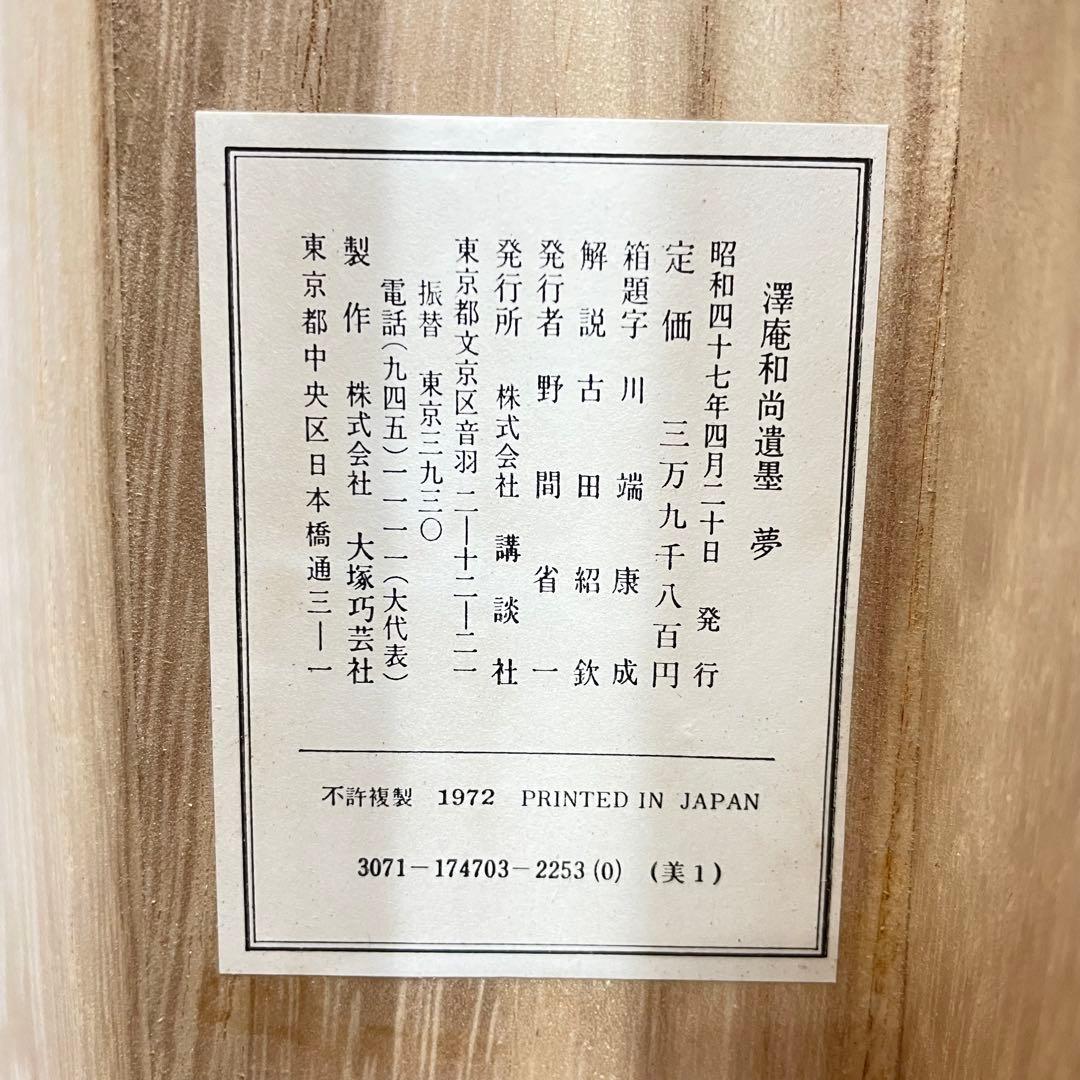 澤庵和尚遺墨　夢
昭和四十七年四月二十日　発行
定価　三万九千八百円
箱題字　川端康成
解説　古田紹欽
発行者　野間省一
発行所　株式会社　講談社
東京都文京区音羽二―十二―二一
振替　東京三九三〇
電話(九四五)一一一一(大代表)
製作　株式会社　大塚巧芸社
東京都中央区日本橋通三―一
不許複製　1972　PRINTED IN JAPAN
3071－174703－2253(0)　(美1)